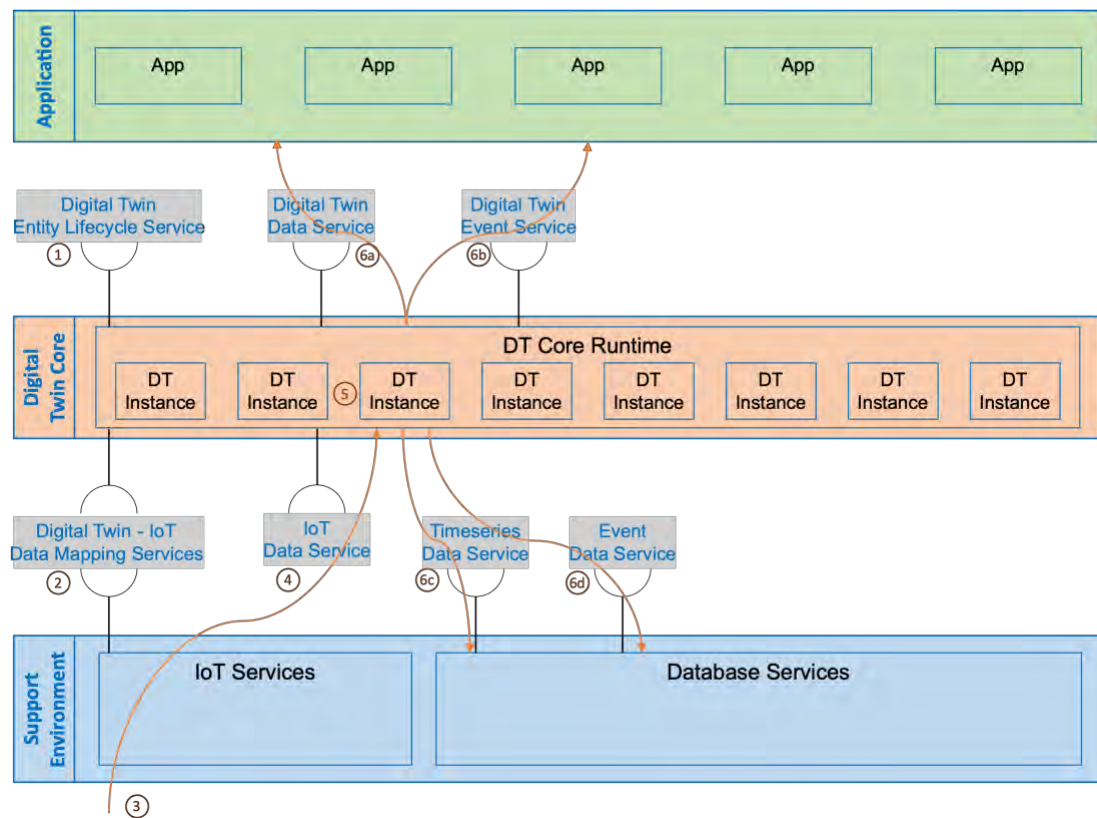 Application
App
App
App
App
App
Digital Twin
Entity Lifecycle Service
1
Digital Twin
Data Service
6a
Digital Twin
Event Service
6b
Digital
Twin Core
DT Core Runtime
DT
Instance
DT
Instance
5
DT
Instance
DT
Instance
DT
Instance
DT
Instance
DT
Instance
DT
Instance
Digital Twin - IoT
Data Mapping Services
2
IoT
Data Service
4
Timeseries
Data Service
6c
Event
Data Service
6d
Support
Environment
IoT Services
Database Services
3